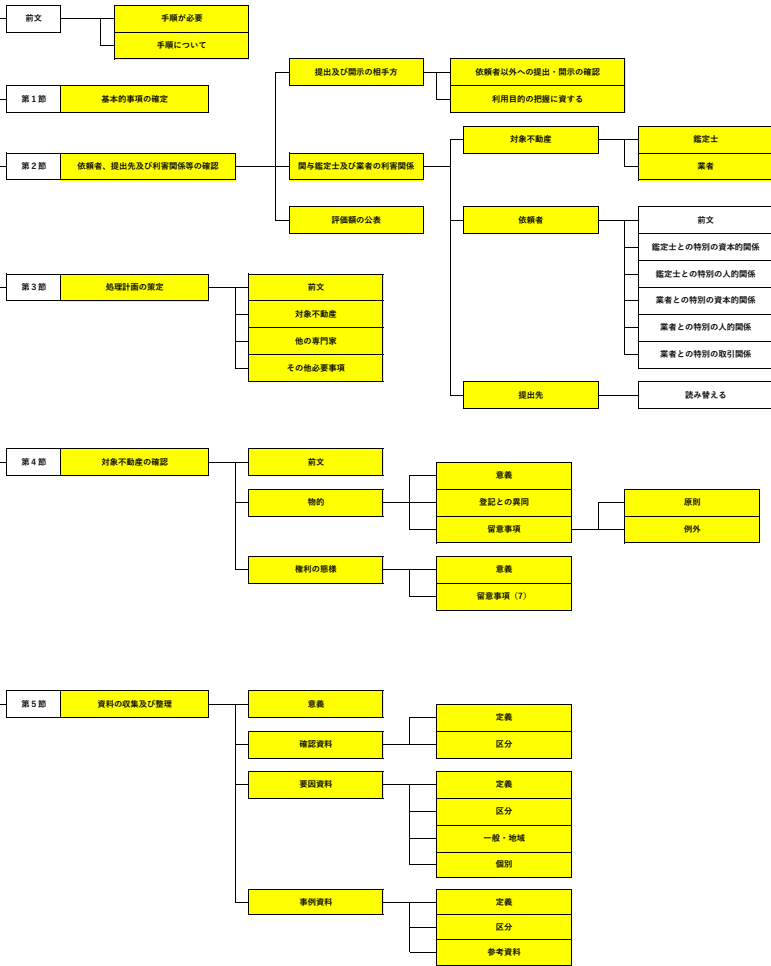 前文
手順が必要
手順について
提出及び開示の相手方
依頼者以外への提出・開示の確認
利用目的の把握に資する
第１節
基本的事項の確定
対象不動産
鑑定士
業者
第２節
依頼者、提出先及び利害関係等の確認
関与鑑定士及び業者の利害関係
評価額の公表
依頼者
前文
鑑定士との特別の資本的関係
鑑定士との特別の人的関係
業者との特別の資本的関係
業者との特別の人的関係
業者との特別の取引関係
第３節
処理計画の策定
前文
対象不動産
他の専門家
その他必要事項
提出先
読み替える
第４節
対象不動産の確認
前文
物的
意義
登記との異同
留意事項
原則
例外
権利の態様
意義
留意事項（7）
第５節
資料の収集及び整理
意義
確認資料
定義
区分
要因資料
定義
区分
一般・地域
個別
事例資料
定義
区分
参考資料